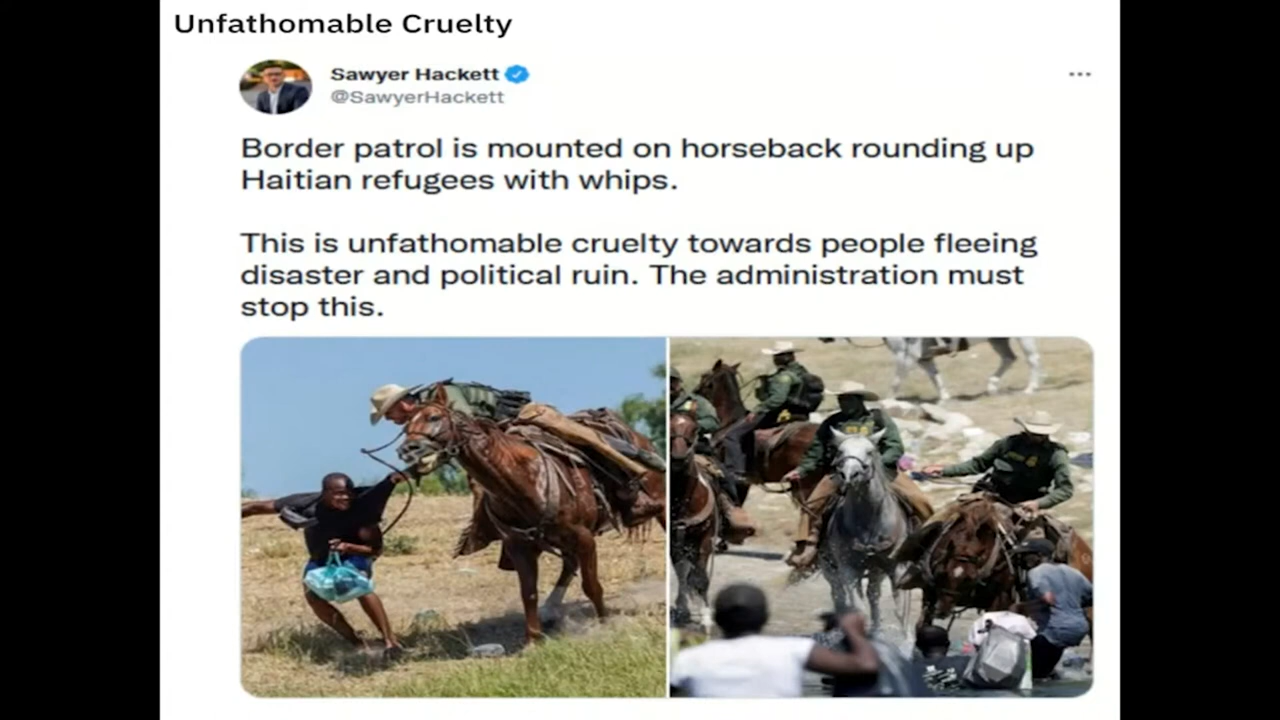 Unfathomable Cruelty
Sawyer Hackett
@SawyerHackett
Border patrol is mounted on horseback rounding up
Haitian refugees with whips.
This is unfathomable cruelty towards people fleeing
disaster and political ruin. The administration must
stop this.